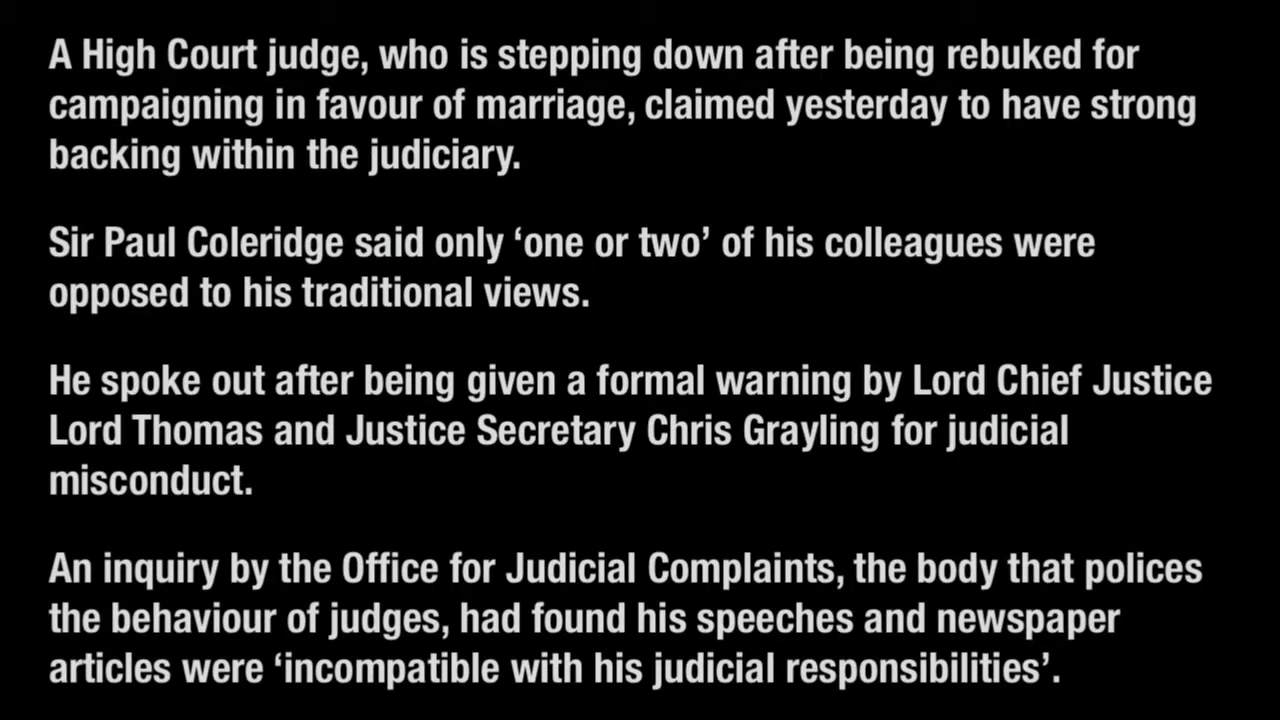 A High Court judge, who is stepping down after being rebuked for
campaigning in favour of marriage, claimed yesterday to have strong
backing within the judiciary.
Sir Paul Coleridge said only ‘one or two’ of his colleagues were
opposed to his traditional views.
He spoke out after being given a formal warning by Lord Chief Justice
Lord Thomas and Justice Secretary Chris Grayling for judicial
misconduct.
An inquiry by the Office for Judicial Complaints, the body that polices
the behaviour of judges, had found his speeches and newspaper
articles were ‘incompatible with his judicial responsibilities’.